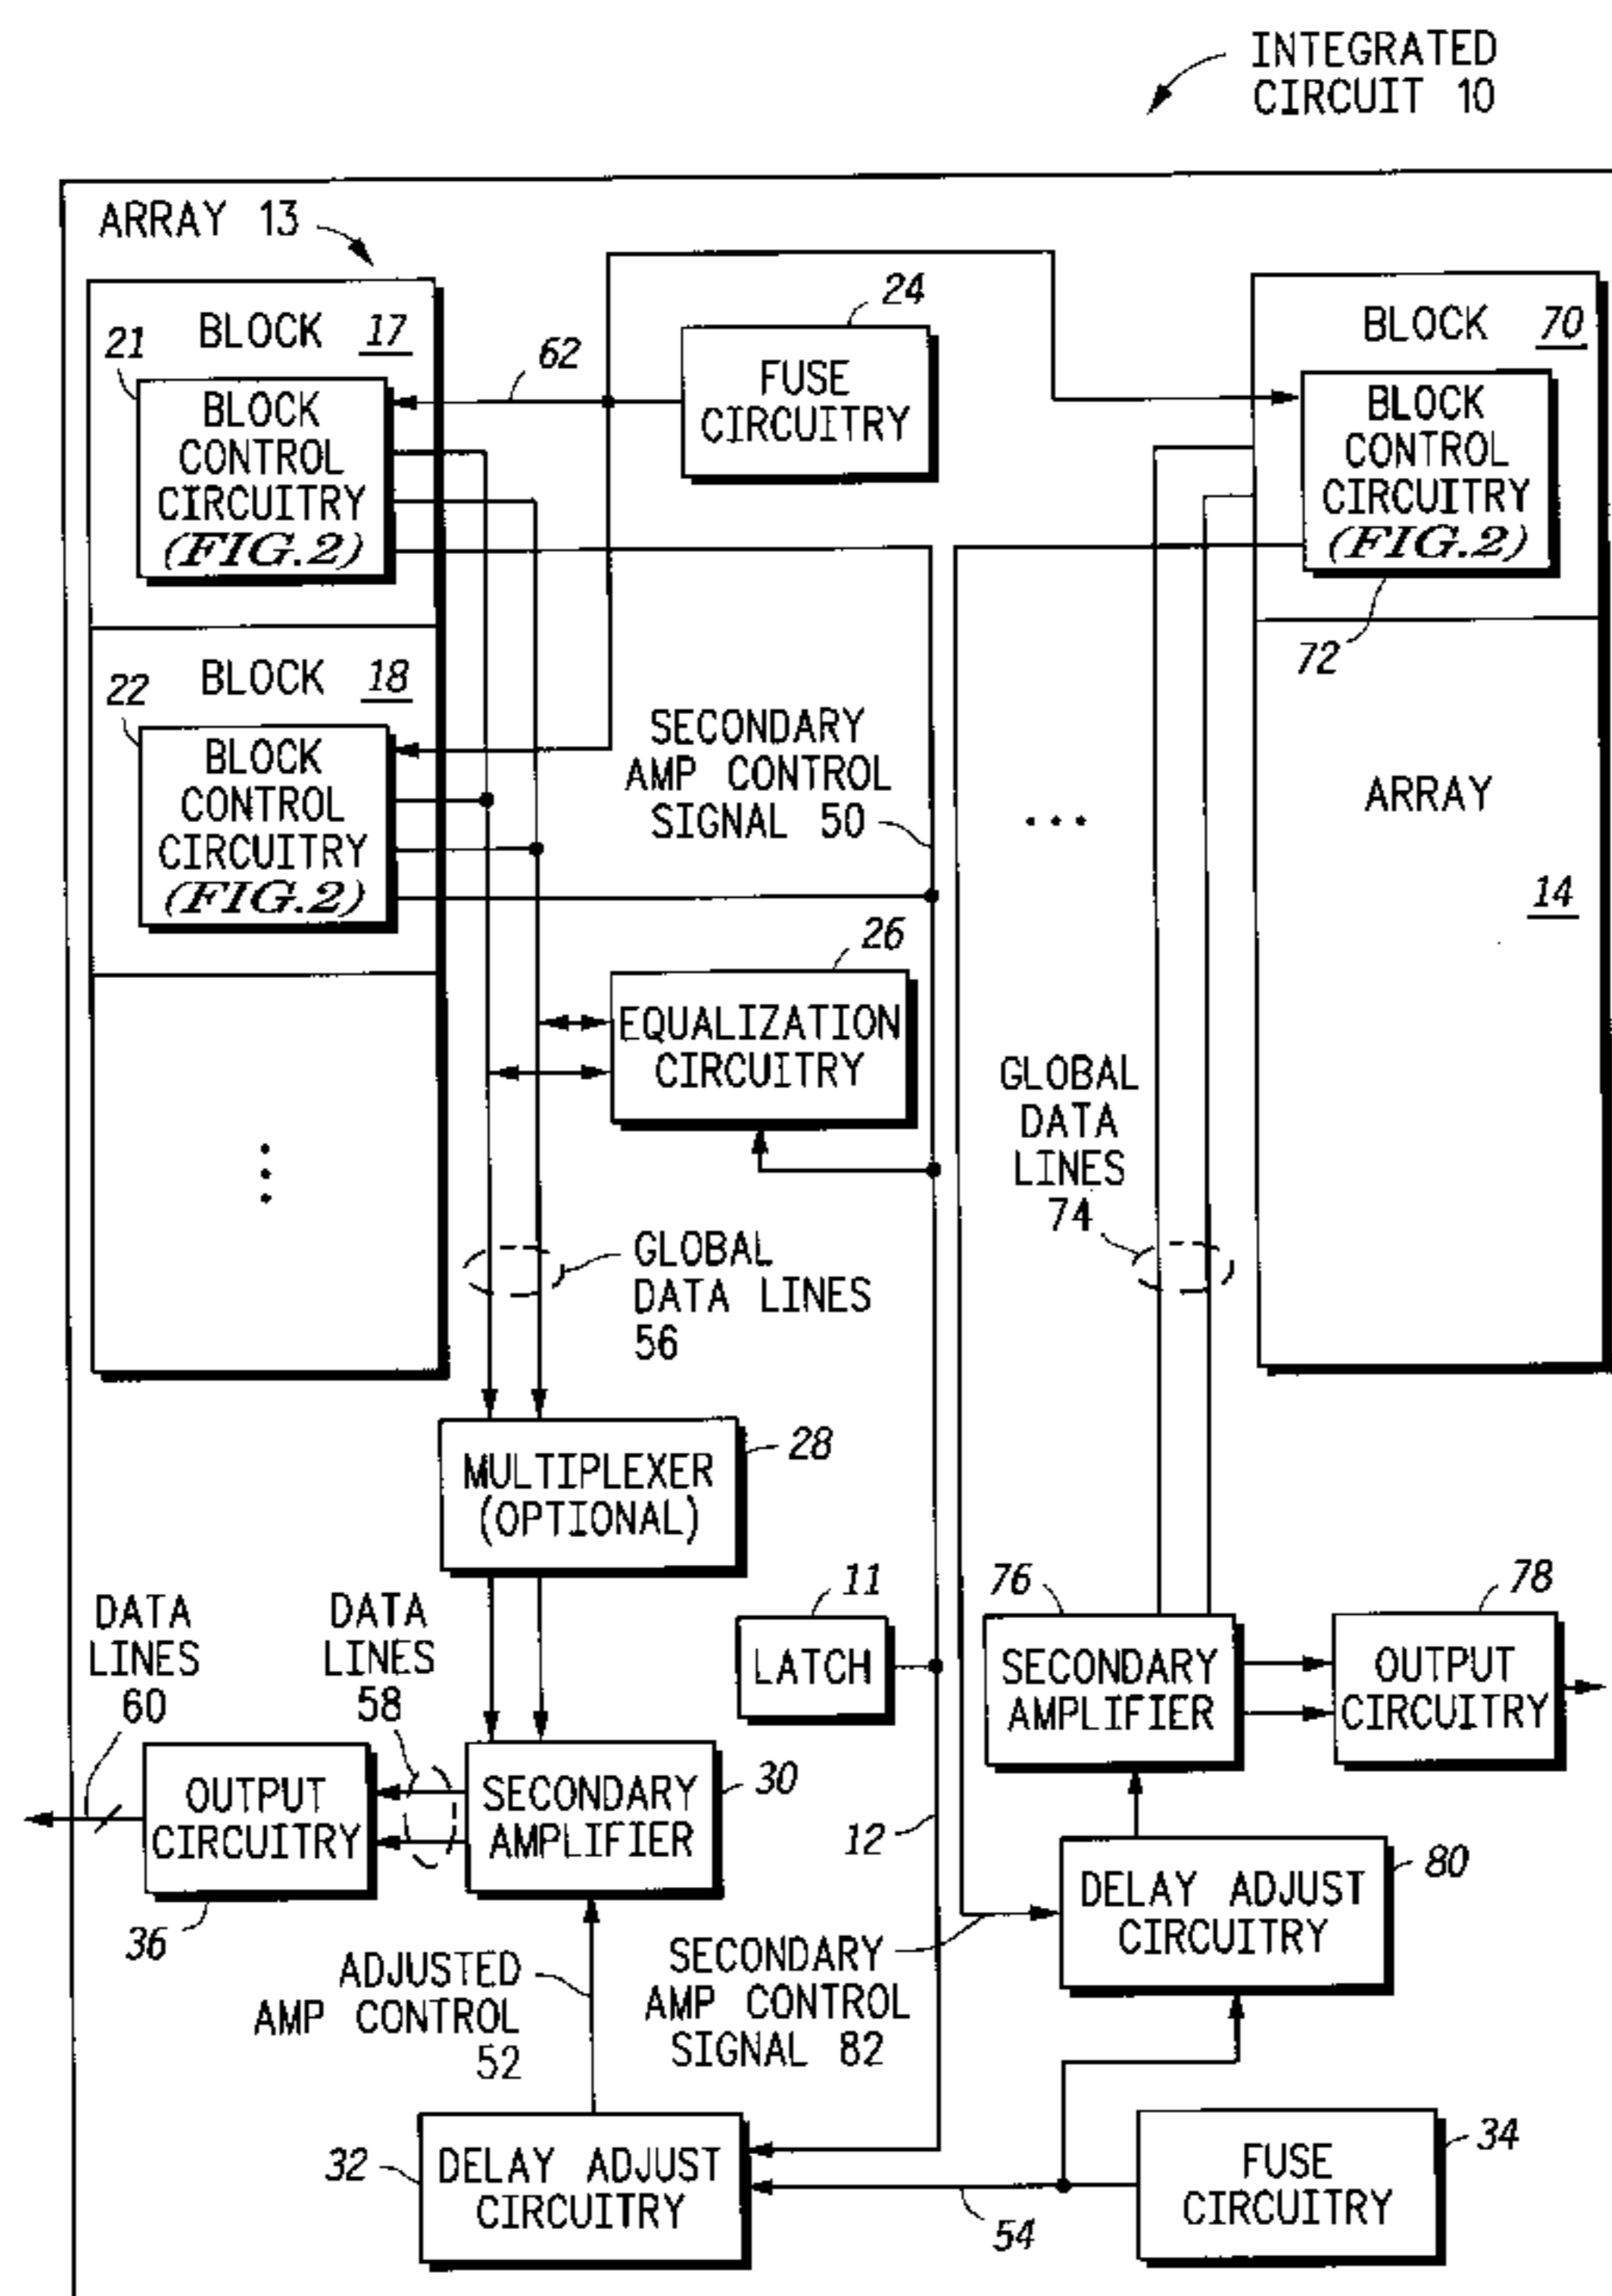 INTEGRATED
CIRCUIT 10
ARRAY 13
24
21
BLOCK 17
BLOCK 70
62
FUSE
CIRCUITRY
BLOCK
CONTROL
CIRCUITRY
(FIG.2)
BLOCK
CONTROL
CIRCUITRY
(FIG.2)
72
22
BLOCK 18
SECONDARY
AMP CONTROL
SIGNAL 50
BLOCK
CONTROL
CIRCUITRY
(FIG.2)
...
ARRAY
14
26
EQUALIZATION
CIRCUITRY
GLOBAL
DATA
LINES
74
GLOBAL
DATA LINES
56
28
MULTIPLEXER
(OPTIONAL)
11
LATCH
76
78
DATA
LINES
60
DATA
LINES
58
SECONDARY
AMPLIFIER
OUTPUT
CIRCUITRY
OUTPUT
CIRCUITRY
36
SECONDARY
AMPLIFIER
30
12
80
DELAY ADJUST
CIRCUITRY
ADJUSTED
AMP CONTROL
52
SECONDARY
AMP CONTROL
SIGNAL 82
32
DELAY ADJUST
CIRCUITRY
54
34
FUSE
CIRCUITRY